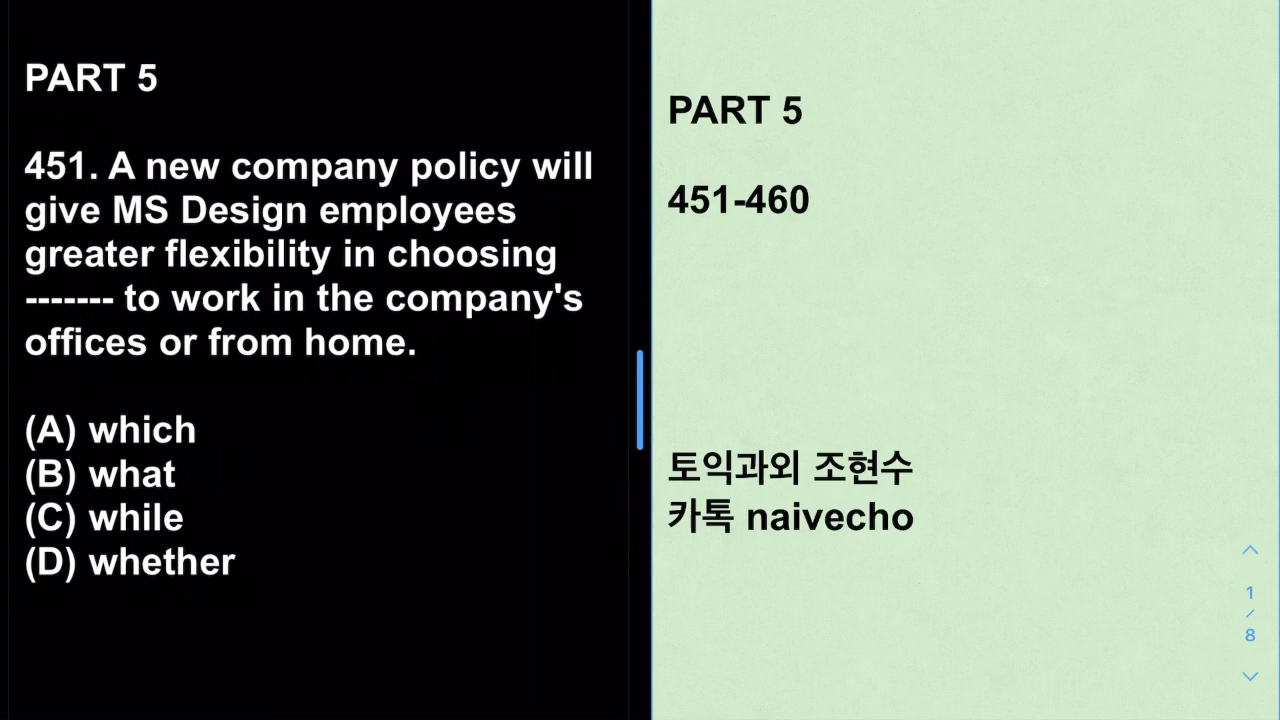 PART 5
451. A new company policy will
give MS Design employees
greater flexibility in choosing
------- to work in the company's
offices or from home.
(A) which
(B) what
(C) while
(D) whether
PART 5
451-460
토익과외 조현수
카톡 naivecho
1
/
8